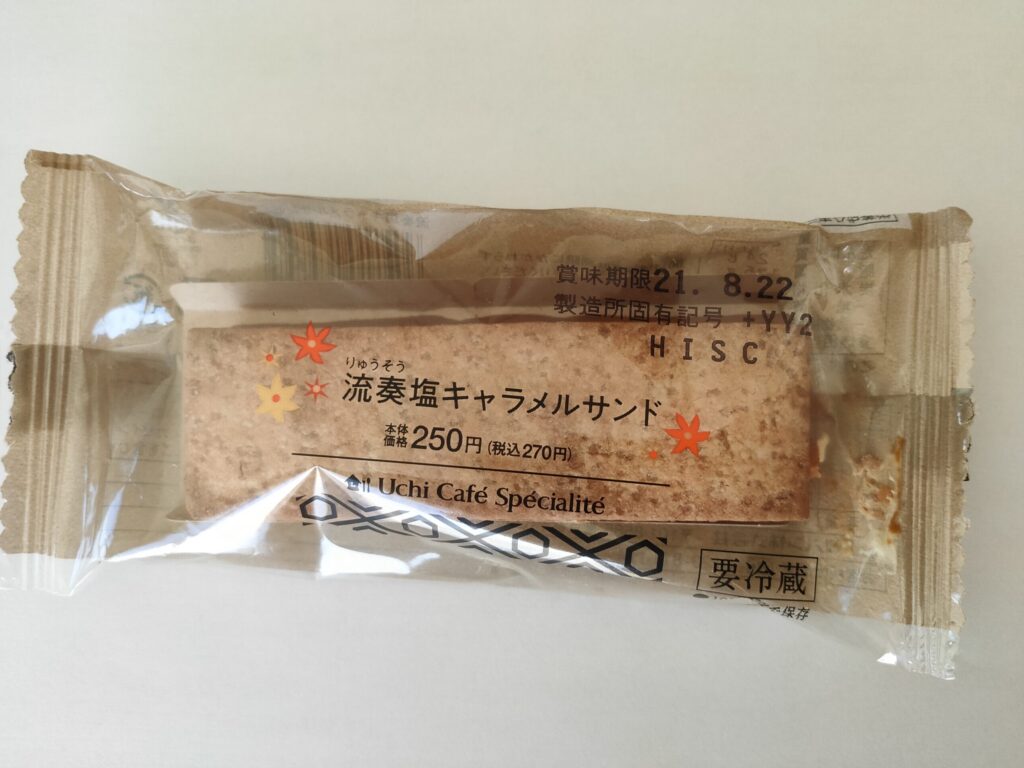 賞味期限21. 8.22
製造所固有記号 +YY2
HISC
りゅうそう
流奏塩キャラメルサンド
本体価格250円(税込270円)
Uchi Café Spécialité
要冷蔵
保存